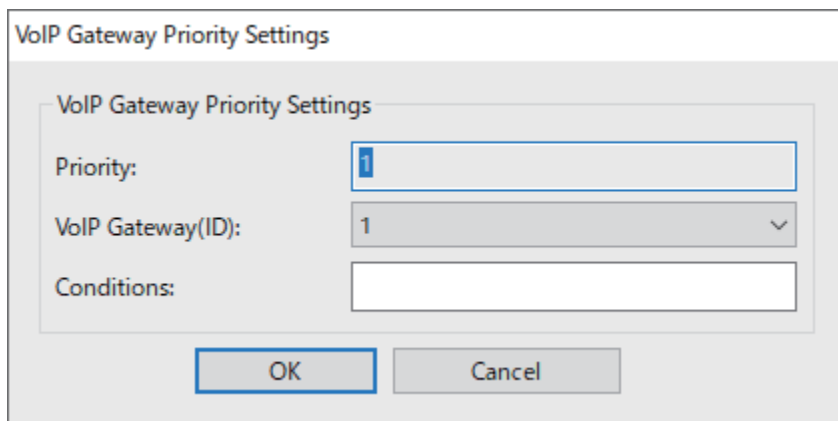 VoIP Gateway Priority Settings
VoIP Gateway Priority Settings
Priority: 1
VoIP Gateway(ID): 1
Conditions:
OK Cancel